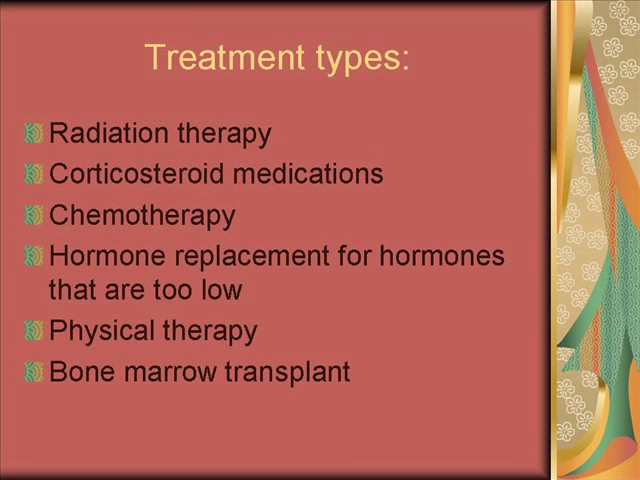 Treatment types:
Radiation therapy
Corticosteroid medications
Chemotherapy
Hormone replacement for hormones
that are too low
Physical therapy
Bone marrow transplant